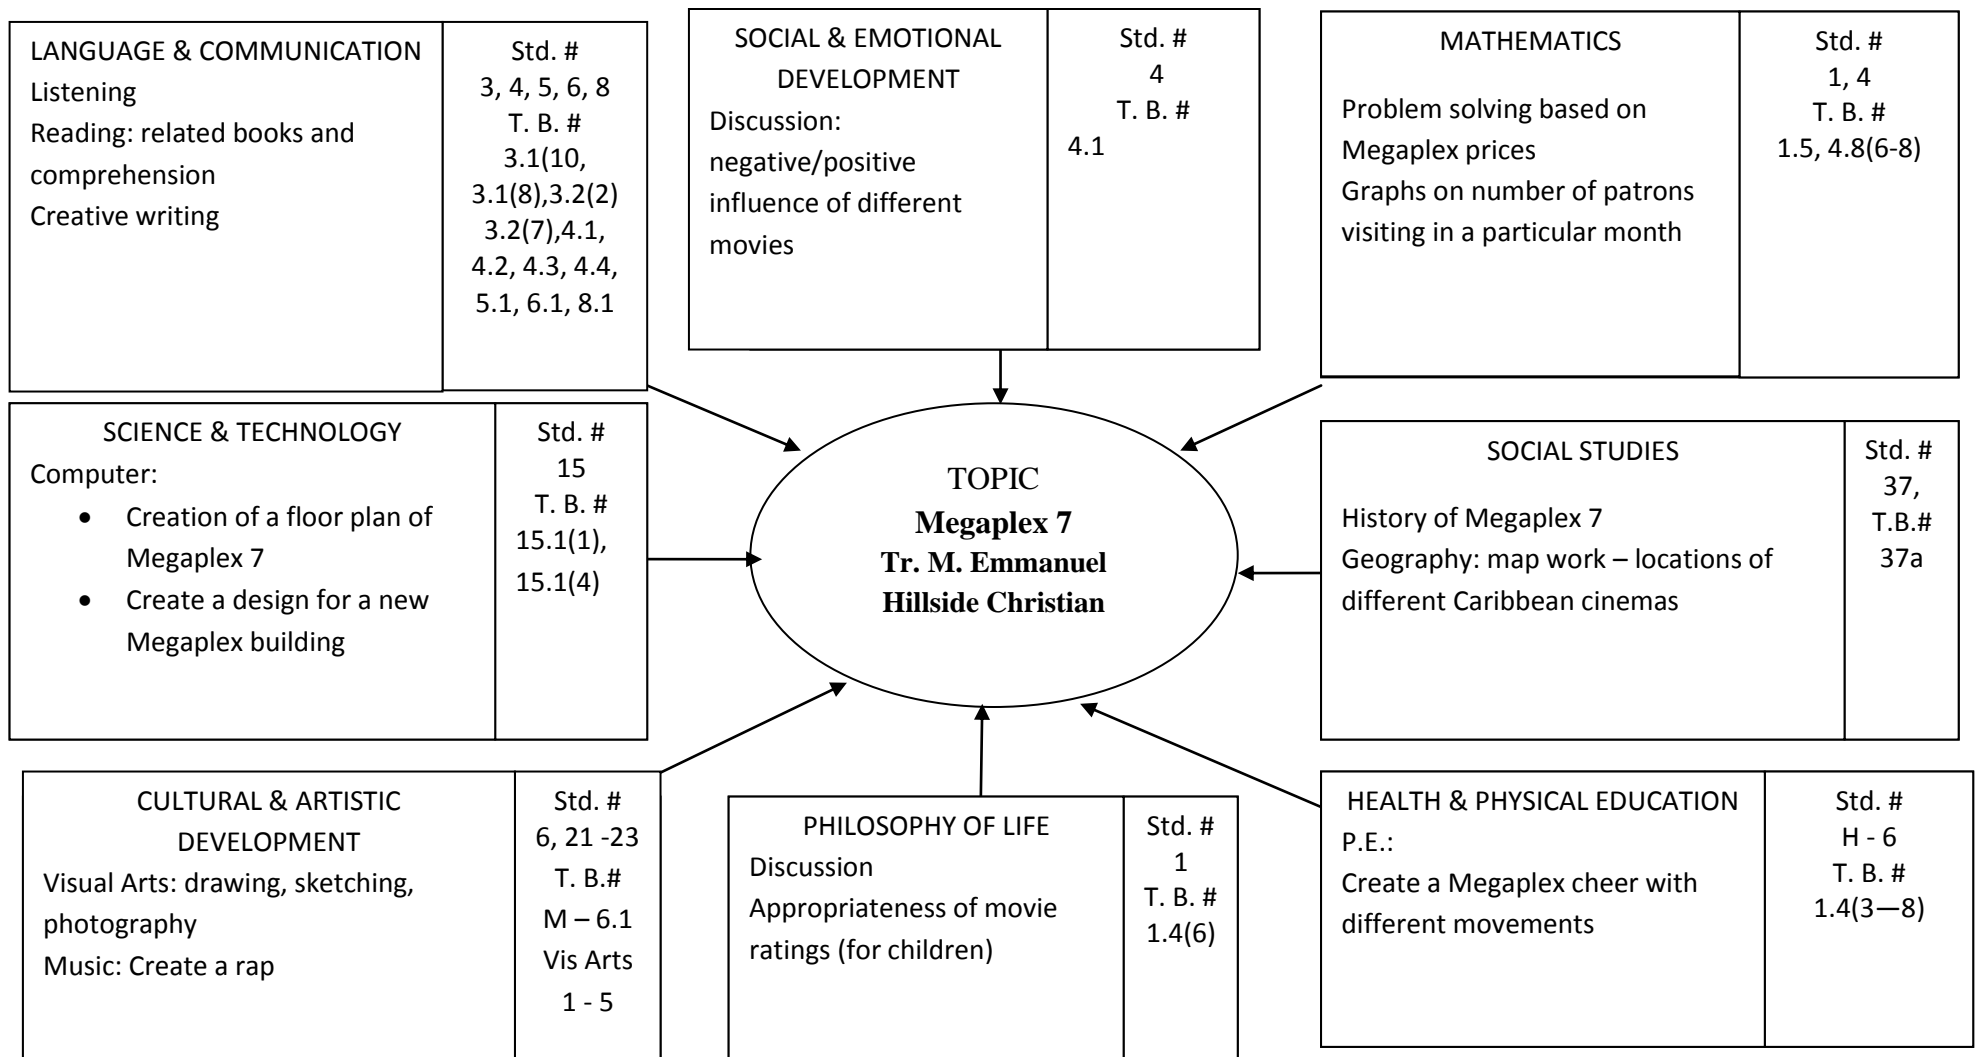 LANGUAGE & COMMUNICATION
Listening
Reading: related books and
comprehension
Creative writing
Std. #
3, 4, 5, 6, 8
T. B. #
3.1(10,
3.1(8),3.2(2)
3.2(7),4.1,
4.2, 4.3, 4.4,
5.1, 6.1, 8.1
SOCIAL & EMOTIONAL
DEVELOPMENT
Discussion:
negative/positive
influence of different
movies
Std. #
4
T. B. #
4.1
MATHEMATICS
Problem solving based on
Megaplex prices
Graphs on number of patrons
visiting in a particular month
Std. #
1, 4
T. B. #
1.5, 4.8(6-8)
SCIENCE & TECHNOLOGY
Computer:
• Creation of a floor plan of
Megaplex 7
• Create a design for a new
Megaplex building
Std. #
15
T. B. #
15.1(1),
15.1(4)
TOPIC
Megaplex 7
Tr. M. Emmanuel
Hillside Christian
SOCIAL STUDIES
History of Megaplex 7
Geography: map work – locations of
different Caribbean cinemas
Std. #
37,
T.B.#
37a
CULTURAL & ARTISTIC
DEVELOPMENT
Visual Arts: drawing, sketching,
photography
Music: Create a rap
Std. #
6, 21 -23
T. B.#
M – 6.1
Vis Arts
1 - 5
PHILOSOPHY OF LIFE
Discussion
Appropriateness of movie
ratings (for children)
Std. #
1
T. B. #
1.4(6)
HEALTH & PHYSICAL EDUCATION
P.E.:
Create a Megaplex cheer with
different movements
Std. #
H - 6
T. B. #
1.4(3—8)